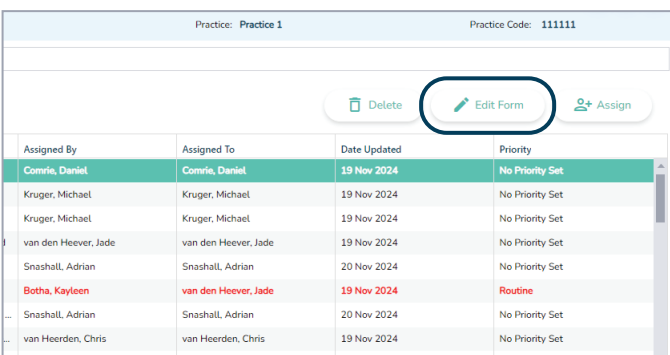 Practice: Practice 1 Practice Code: 111111
Delete Edit Form Assign
Assigned By Assigned To Date Updated Priority
Comrie, Daniel Comrie, Daniel 19 Nov 2024 No Priority Set
Kruger, Michael Kruger, Michael 19 Nov 2024 No Priority Set
Kruger, Michael Kruger, Michael 19 Nov 2024 No Priority Set
van den Heever, Jade van den Heever, Jade 19 Nov 2024 No Priority Set
Snashall, Adrian Snashall, Adrian 20 Nov 2024 No Priority Set
Botha, Kayleen van den Heever, Jade 19 Nov 2024 Routine
... Snashall, Adrian Snashall, Adrian 20 Nov 2024 No Priority Set
... van Heerden, Chris van Heerden, Chris 19 Nov 2024 No Priority Set